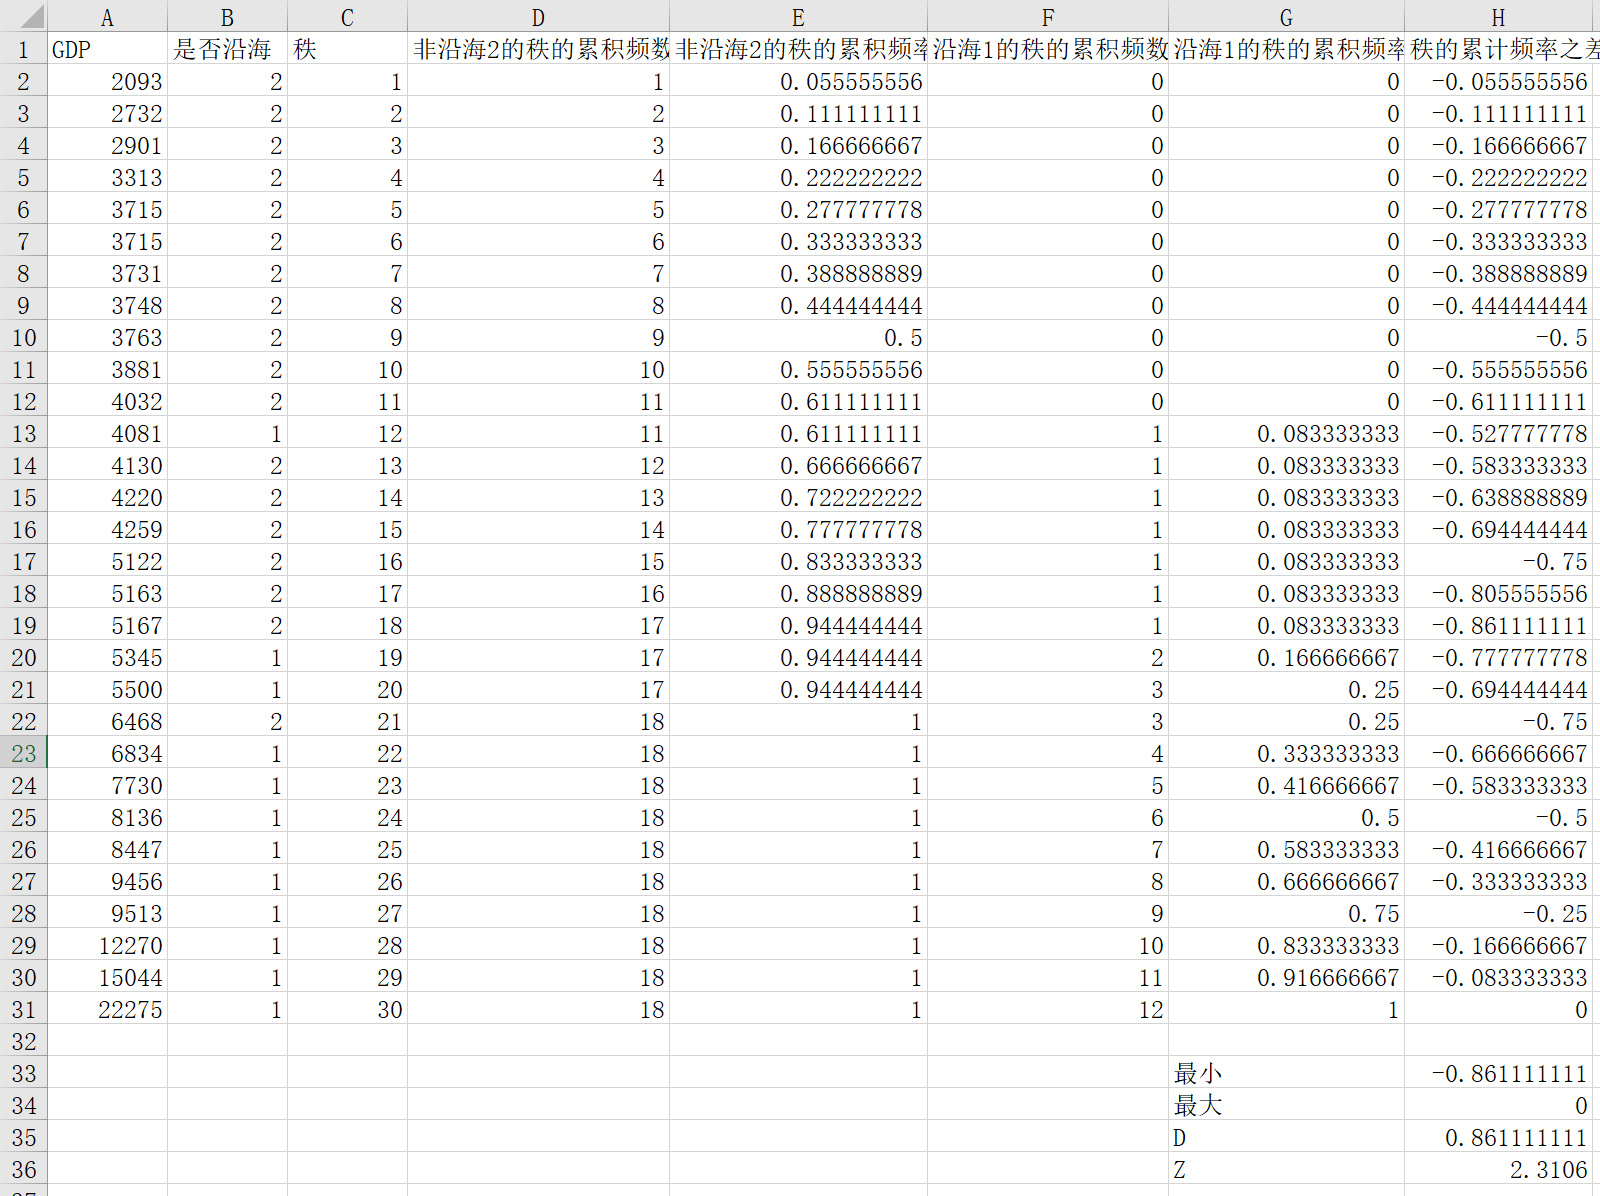 A B C D E F G H
1 GDP 是否沿海 秩 非沿海2的秩的累积频数 非沿海2的秩的累积频率 沿海1的秩的累积频数 沿海1的秩的累积频率 秩的累计频率之差
2 2093 2 1 1 0.055555556 0 0 -0.055555556
3 2732 2 2 2 0.111111111 0 0 -0.111111111
4 2901 2 3 3 0.166666667 0 0 -0.166666667
5 3313 2 4 4 0.222222222 0 0 -0.222222222
6 3715 2 5 5 0.277777778 0 0 -0.277777778
7 3715 2 6 6 0.333333333 0 0 -0.333333333
8 3731 2 7 7 0.388888889 0 0 -0.388888889
9 3748 2 8 8 0.444444444 0 0 -0.444444444
10 3763 2 9 9 0.5 0 0 -0.5
11 3881 2 10 10 0.555555556 0 0 -0.555555556
12 4032 2 11 11 0.611111111 0 0 -0.611111111
13 4081 1 12 11 0.611111111 1 0.083333333 -0.527777778
14 4130 2 13 12 0.666666667 1 0.083333333 -0.583333333
15 4220 2 14 13 0.722222222 1 0.083333333 -0.638888889
16 4259 2 15 14 0.777777778 1 0.083333333 -0.694444444
17 5122 2 16 15 0.833333333 1 0.083333333 -0.75
18 5163 2 17 16 0.888888889 1 0.083333333 -0.805555556
19 5167 2 18 17 0.944444444 1 0.083333333 -0.861111111
20 5345 1 19 17 0.944444444 2 0.166666667 -0.777777778
21 5500 1 20 17 0.944444444 3 0.25 -0.694444444
22 6468 2 21 18 1 3 0.25 -0.75
23 6834 1 22 18 1 4 0.333333333 -0.666666667
24 7730 1 23 18 1 5 0.416666667 -0.583333333
25 8136 1 24 18 1 6 0.5 -0.5
26 8447 1 25 18 1 7 0.583333333 -0.416666667
27 9456 1 26 18 1 8 0.666666667 -0.333333333
28 9513 1 27 18 1 9 0.75 -0.25
29 12270 1 28 18 1 10 0.833333333 -0.166666667
30 15044 1 29 18 1 11 0.916666667 -0.083333333
31 22275 1 30 18 1 12 1 0
32
33 最小 -0.861111111
34 最大 0
35 D 0.861111111
36 Z 2.3106